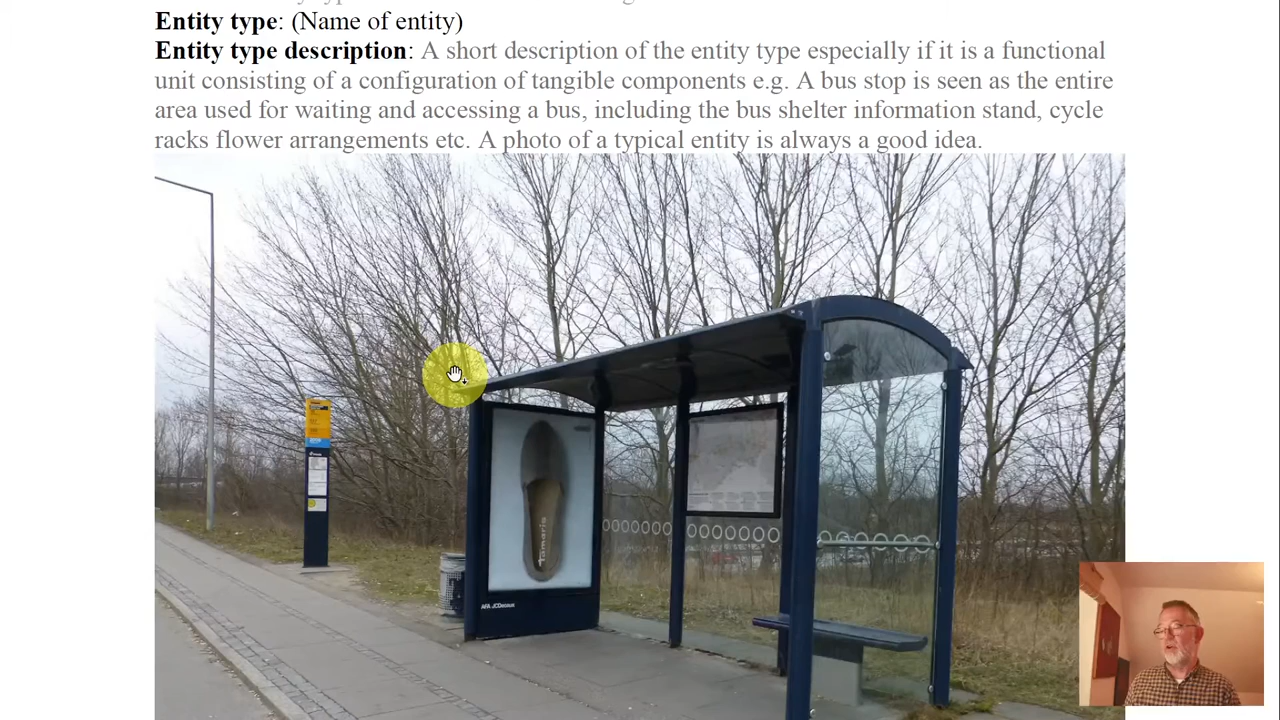 Entity type: (Name of entity)
Entity type description: A short description of the entity type especially if it is a functional
unit consisting of a configuration of tangible components e.g. A bus stop is seen as the entire
area used for waiting and accessing a bus, including the bus shelter information stand, cycle
racks flower arrangements etc. A photo of a typical entity is always a good idea.
Tamaris
AFA JCDecaux